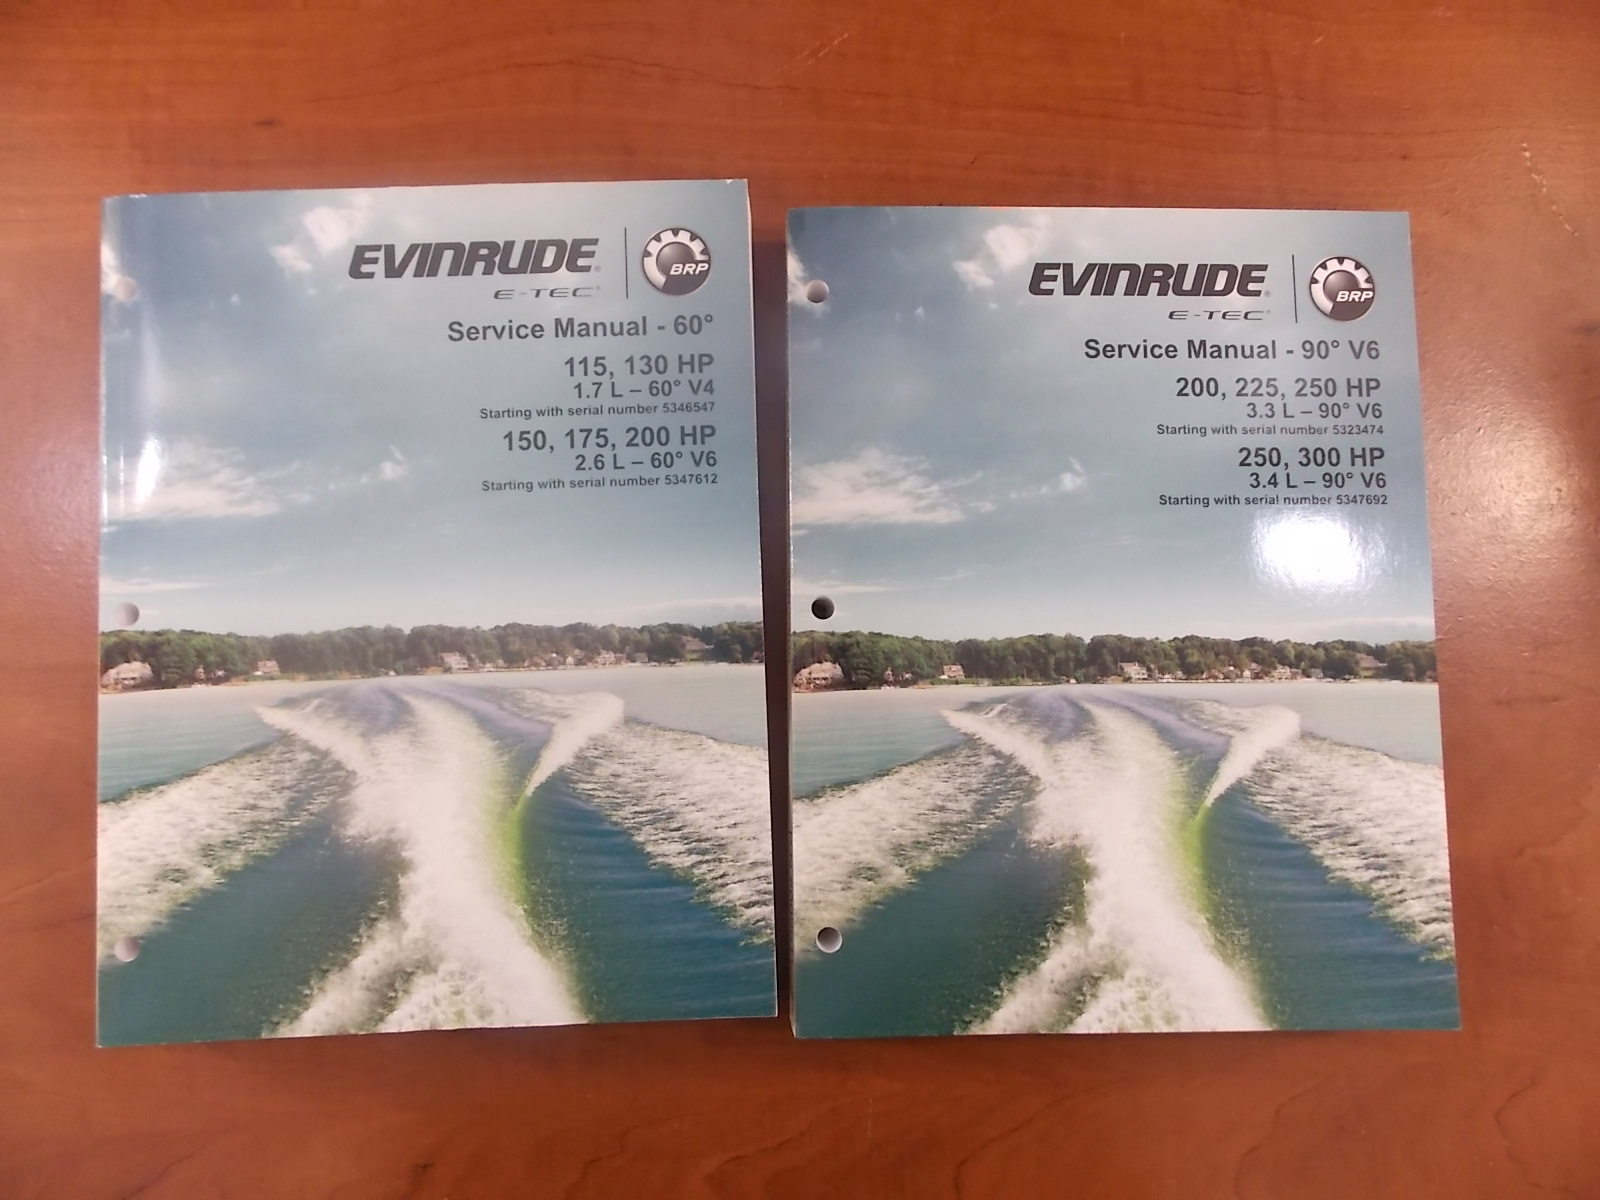 EVINRUDE®
E-TEC®
BRP
Service Manual - 60°
115, 130 HP
1.7 L – 60° V4
Starting with serial number 5346547
150, 175, 200 HP
2.6 L – 60° V6
Starting with serial number 5347612
EVINRUDE®
E-TEC®
BRP
Service Manual - 90° V6
200, 225, 250 HP
3.3 L – 90° V6
Starting with serial number 5323474
250, 300 HP
3.4 L – 90° V6
Starting with serial number 5347692